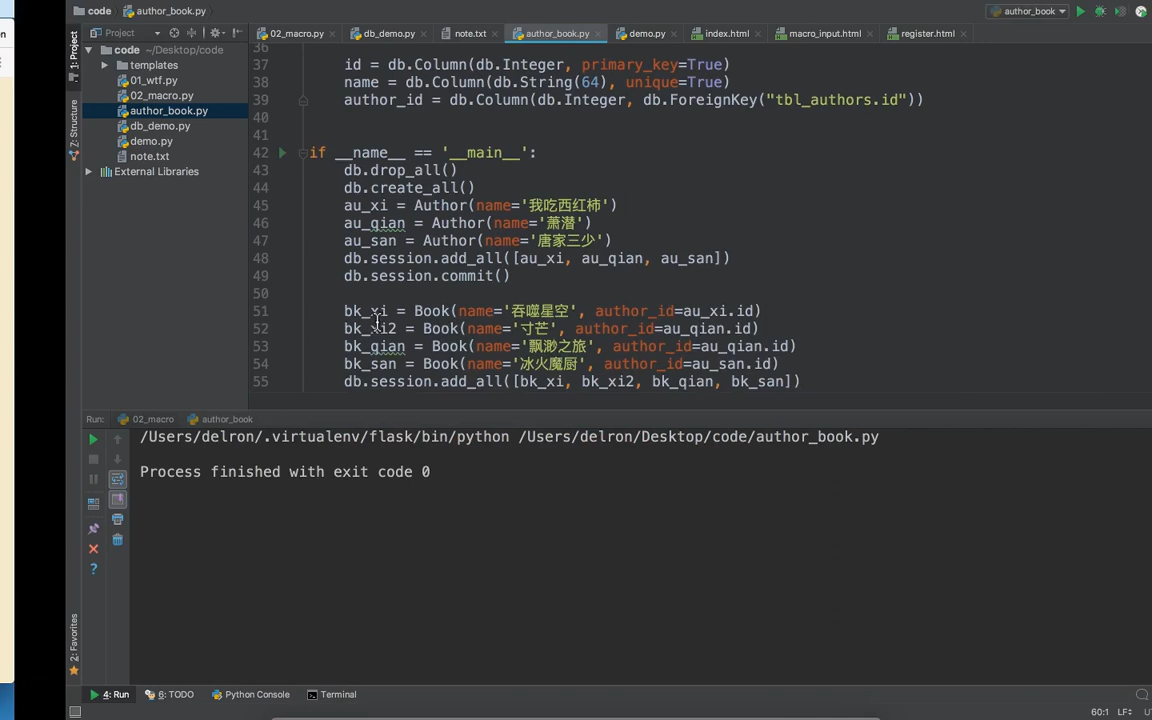 code author_book.py
author_book
Project
02_macro.py db_demo.py note.txt author_book.py demo.py index.html macro_input.html register.html
1: Project
Z: Structure
2: Favorites
code ~/Desktop/code
templates
01_wtf.py
02_macro.py
author_book.py
db_demo.py
demo.py
note.txt
External Libraries
36
37 id = db.Column(db.Integer, primary_key=True)
38 name = db.Column(db.String(64), unique=True)
39 author_id = db.Column(db.Integer, db.ForeignKey("tbl_authors.id"))
40
41
42 if __name__ == '__main__':
43 db.drop_all()
44 db.create_all()
45 au_xi = Author(name='我吃西红柿')
46 au_qian = Author(name='萧潜')
47 au_san = Author(name='唐家三少')
48 db.session.add_all([au_xi, au_qian, au_san])
49 db.session.commit()
50
51 bk_xi = Book(name='吞噬星空', author_id=au_xi.id)
52 bk_xi2 = Book(name='寸芒', author_id=au_qian.id)
53 bk_qian = Book(name='飘渺之旅', author_id=au_qian.id)
54 bk_san = Book(name='冰火魔厨', author_id=au_san.id)
55 db.session.add_all([bk_xi, bk_xi2, bk_qian, bk_san])
Run: 02_macro author_book
/Users/delron/.virtualenv/flask/bin/python /Users/delron/Desktop/code/author_book.py
Process finished with exit code 0
4: Run 6: TODO Python Console Terminal
60:1 LF